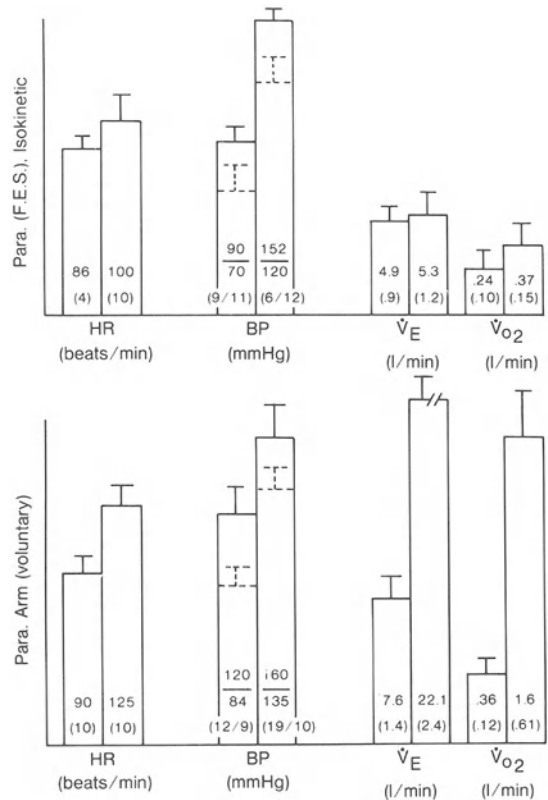 Para. (F.E.S.). Isokinetic
86 100 90 152 4.9 5.3 .24 .37
70 120
(4) (10) (9/11) (6/12) (.9) (1.2) (.10) (.15)
HR BP V̇E V̇O2
(beats/min) (mmHg) (l/min) (l/min)
Para. Arm (voluntary)
90 125 120 i60 7.6 22.1 .36 1.6
84 135
(10) (10) (12/9) (19/10) (1.4) (2.4) (.12) (.61)
HR BP V̇E V̇O2
(beats/min) (mmHg) (l/min) (l/min)